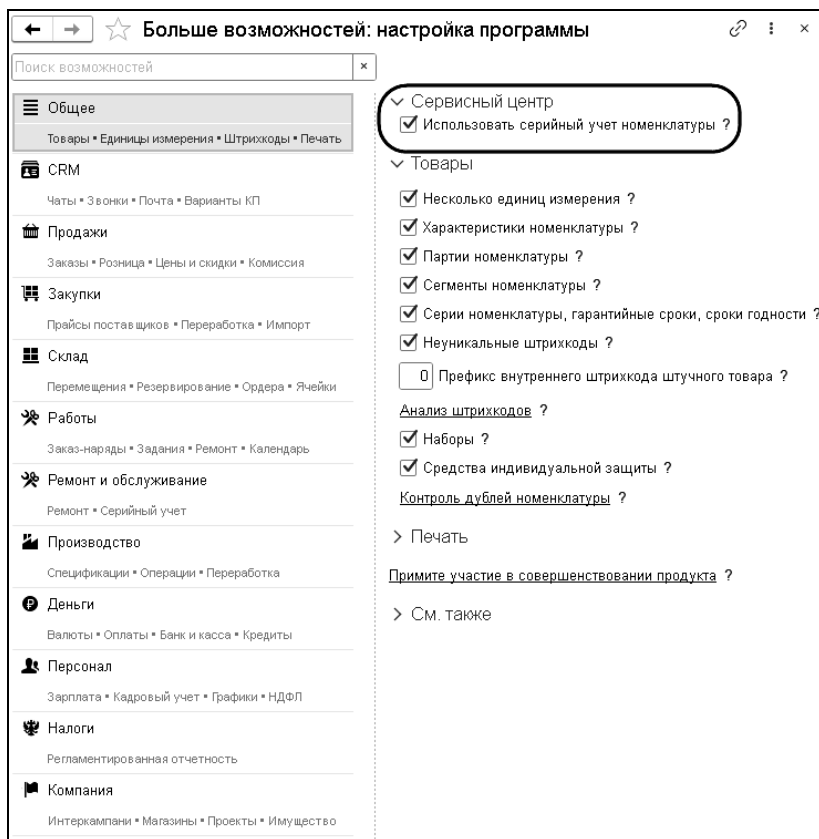 Больше возможностей: настройка программы
Поиск возможностей
Общее
Товары • Единицы измерения • Штрихкоды • Печать
CRM
Чаты • Звонки • Почта • Варианты КП
Продажи
Заказы • Розница • Цены и скидки • Комиссия
Закупки
Прайсы поставщиков • Переработка • Импорт
Склад
Перемещения • Резервирование • Ордера • Ячейки
Работы
Заказ-наряды • Задания • Ремонт • Календарь
Ремонт и обслуживание
Ремонт • Серийный учет
Производство
Спецификации • Операции • Переработка
Деньги
Валюты • Оплаты • Банк и касса • Кредиты
Персонал
Зарплата • Кадровый учет • Графики • НДФЛ
Налоги
Регламентированная отчетность
Компания
Интеркампани • Магазины • Проекты • Имущество
Сервисный центр
Использовать серийный учет номенклатуры ?
Товары
Несколько единиц измерения ?
Характеристики номенклатуры ?
Партии номенклатуры ?
Сегменты номенклатуры ?
Серии номенклатуры, гарантийные сроки, сроки годности ?
Неуникальные штрихкоды ?
0 Префикс внутреннего штрихкода штучного товара ?
Анализ штрихкодов ?
Наборы ?
Средства индивидуальной защиты ?
Контроль дублей номенклатуры ?
Печать
Примите участие в совершенствовании продукта ?
См. также